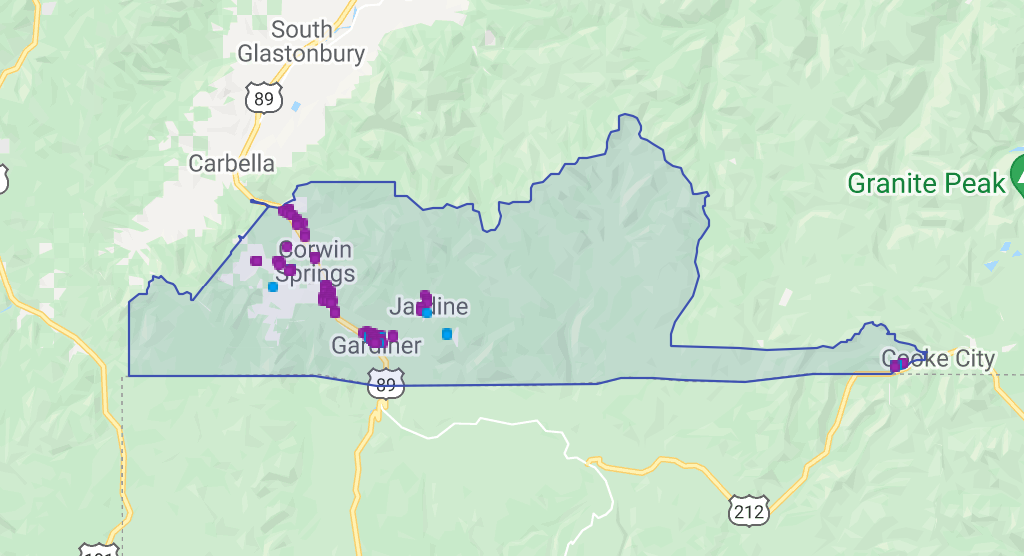 South
Glastonbury
89
Carbella
Granite Peak
Corwin
Springs
Jardine
Gardiner
Cooke City
89
212